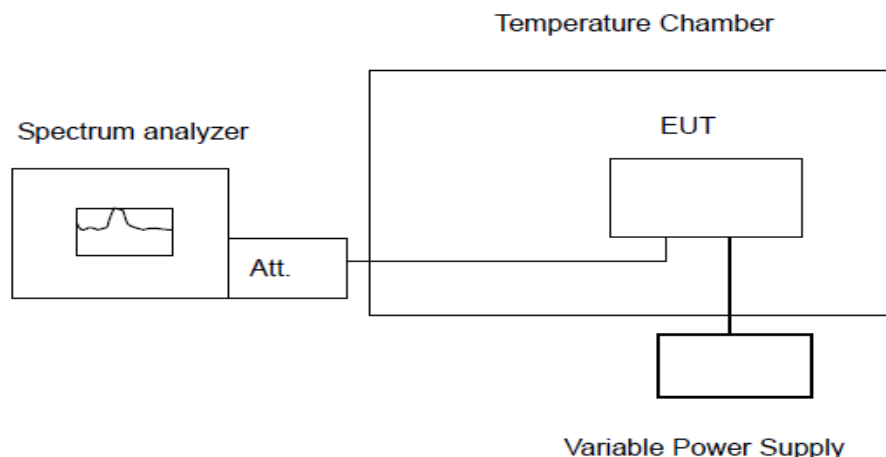 Temperature Chamber
Spectrum analyzer
EUT
Att.
Variable Power Supply